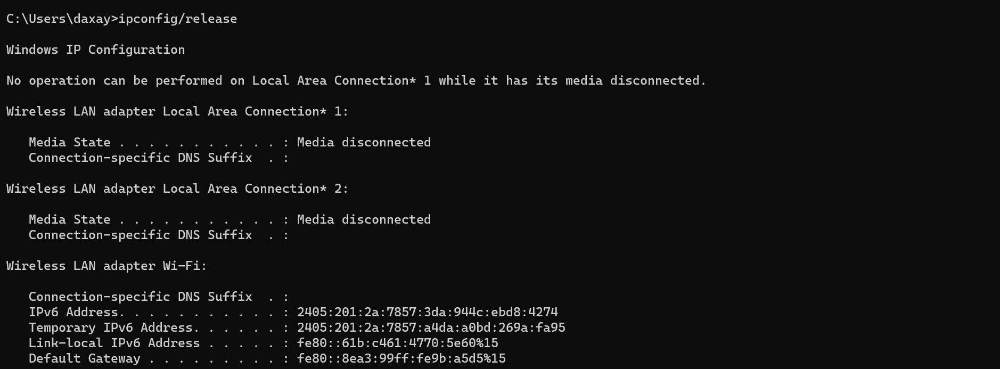 C:\Users\daxay>ipconfig/release
Windows IP Configuration
No operation can be performed on Local Area Connection* 1 while it has its media disconnected.
Wireless LAN adapter Local Area Connection* 1:
Media State . . . . . . . . . . . : Media disconnected
Connection-specific DNS Suffix  . :
Wireless LAN adapter Local Area Connection* 2:
Media State . . . . . . . . . . . : Media disconnected
Connection-specific DNS Suffix  . :
Wireless LAN adapter Wi-Fi:
Connection-specific DNS Suffix  . :
IPv6 Address. . . . . . . . . . . : 2405:201:2a:7857:3da:944c:ebd8:4274
Temporary IPv6 Address. . . . . . : 2405:201:2a:7857:a4da:a0bd:269a:fa95
Link-local IPv6 Address . . . . . : fe80::61b:c461:4770:5e60%15
Default Gateway . . . . . . . . . : fe80::8ea3:99ff:fe9b:a5d5%15